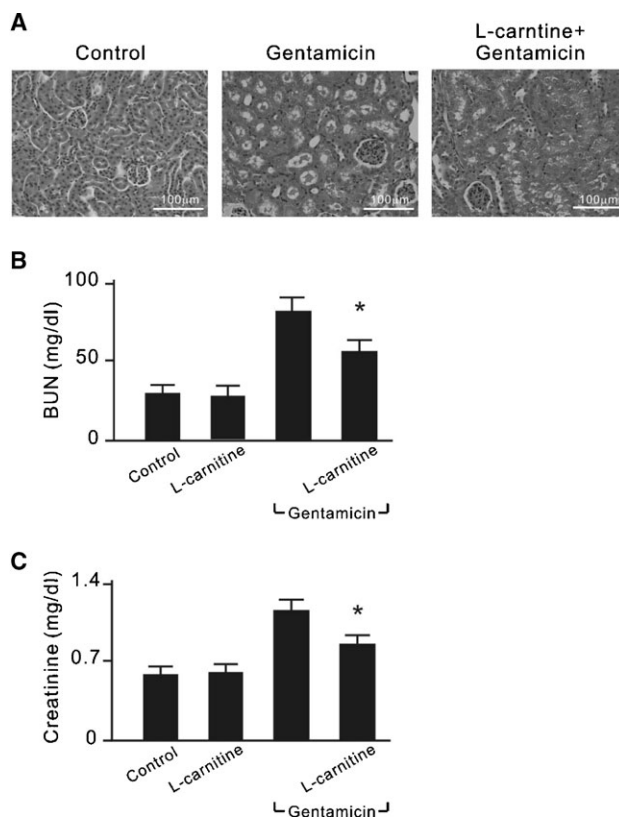 A
Control
Gentamicin
L-carntine+
Gentamicin
100μm
100μm
100μm
B
BUN (mg/dl)
100
50
0
Control
L-carnitine
L-carnitine
Gentamicin
C
Creatinine (mg/dl)
1.4
0.7
0
Control
L-carnitine
L-carnitine
Gentamicin
*
*